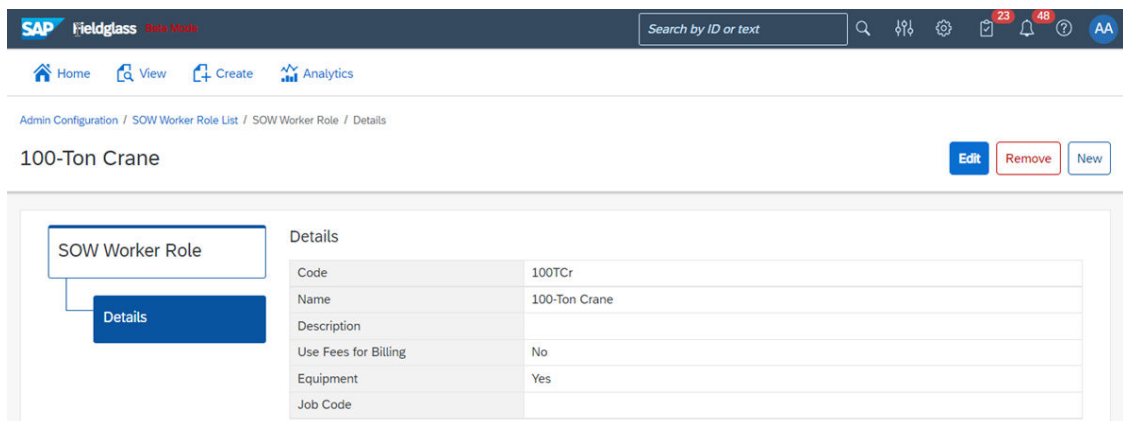 SAP Fieldglass Beta Mode Search by ID or text 23 48 AA
Home View Create Analytics
Admin Configuration / SOW Worker Role List / SOW Worker Role / Details
100-Ton Crane Edit Remove New
SOW Worker Role
Details
Details
Code 100TCr
Name 100-Ton Crane
Description
Use Fees for Billing No
Equipment Yes
Job Code